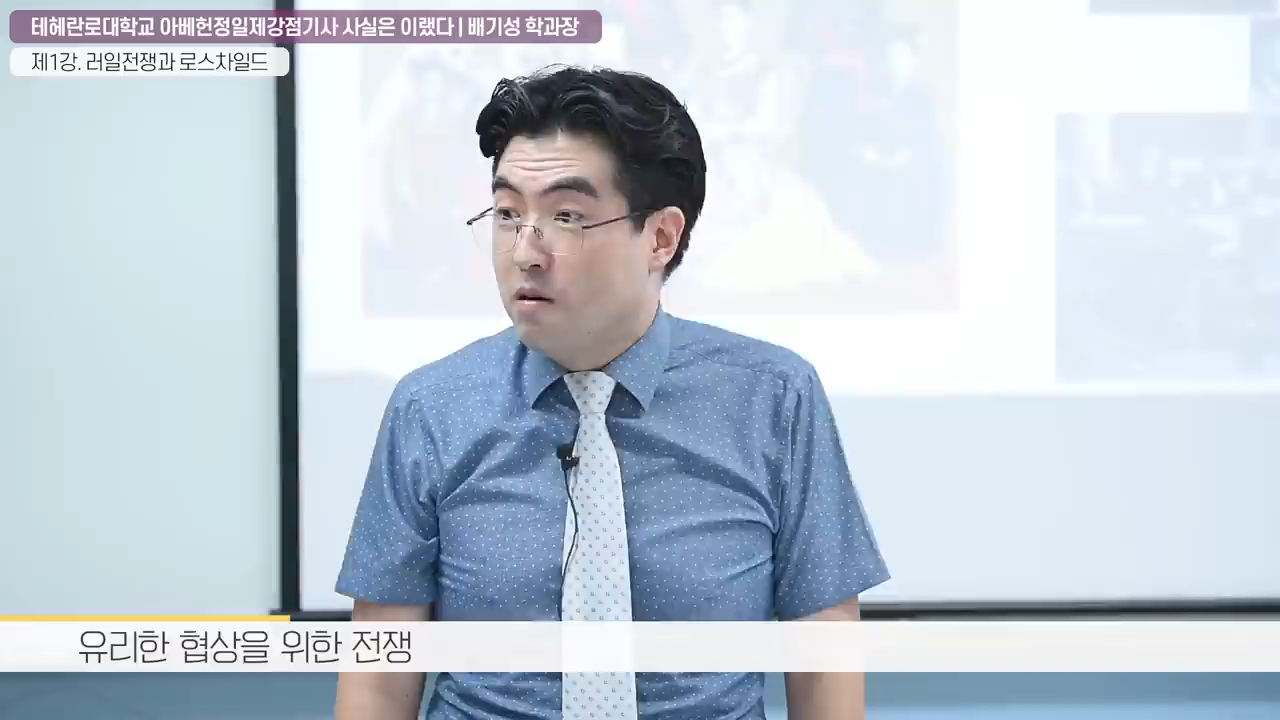 테헤란로대학교 아베헌정일제강점기사 사실은 이랬다 | 배기성 학과장
제1강. 러일전쟁과 로스차일드
유리한 협상을 위한 전쟁